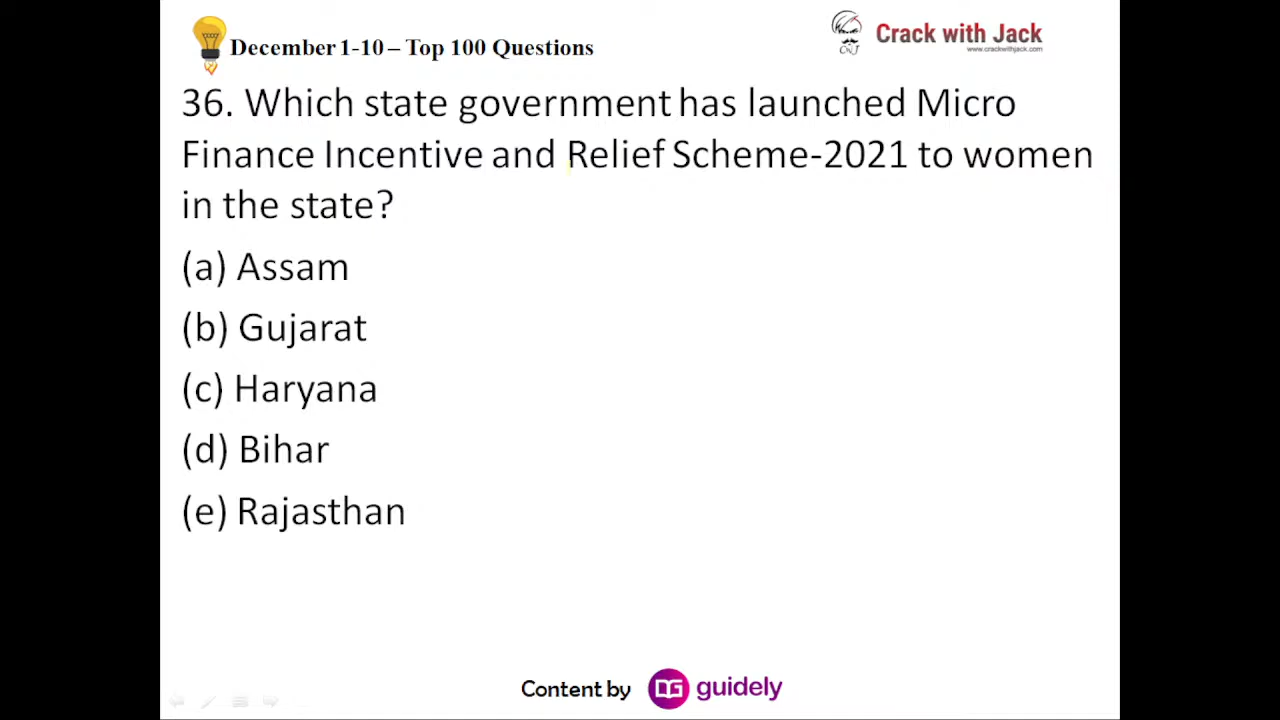 December 1-10 – Top 100 Questions
Crack with Jack
www.crackwithjack.com
CWJ
36. Which state government has launched Micro
Finance Incentive and Relief Scheme-2021 to women
in the state?
(a) Assam
(b) Gujarat
(c) Haryana
(d) Bihar
(e) Rajasthan
Content by DG guidely